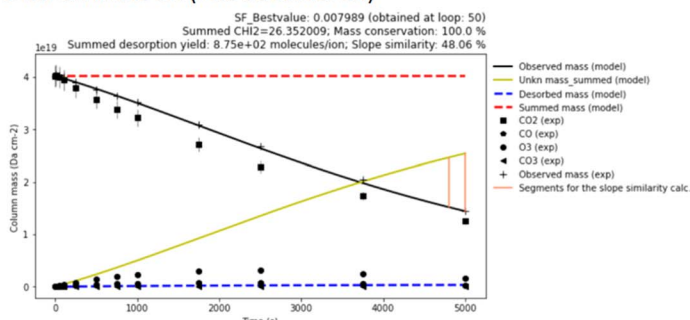 SF_Bestvalue: 0.007989 (obtained at loop: 50)
Summed CHI2=26.352009; Mass conservation: 100.0 %
Summed desorption yield: 8.75e+02 molecules/ion; Slope similarity: 48.06 %
1e19
4
3
2
1
0
Column mass (Da cm-2)
0
1000
2000
3000
4000
5000
Observed mass (model)
Unkn mass_summed (model)
Desorbed mass (model)
Summed mass (model)
CO2 (exp)
CO (exp)
O3 (exp)
CO3 (exp)
Observed mass (exp)
Segments for the slope similarity calc.